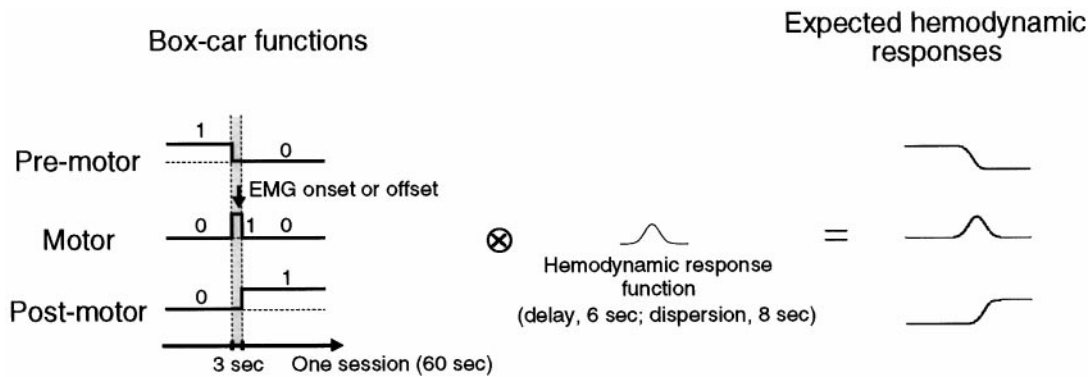 Box-car functions
Expected hemodynamic
responses
1
Pre-motor
0
EMG onset or offset
Motor
0
1
0
⊗
=
Hemodynamic response
function
(delay, 6 sec; dispersion, 8 sec)
1
Post-motor
0
3 sec
One session (60 sec)